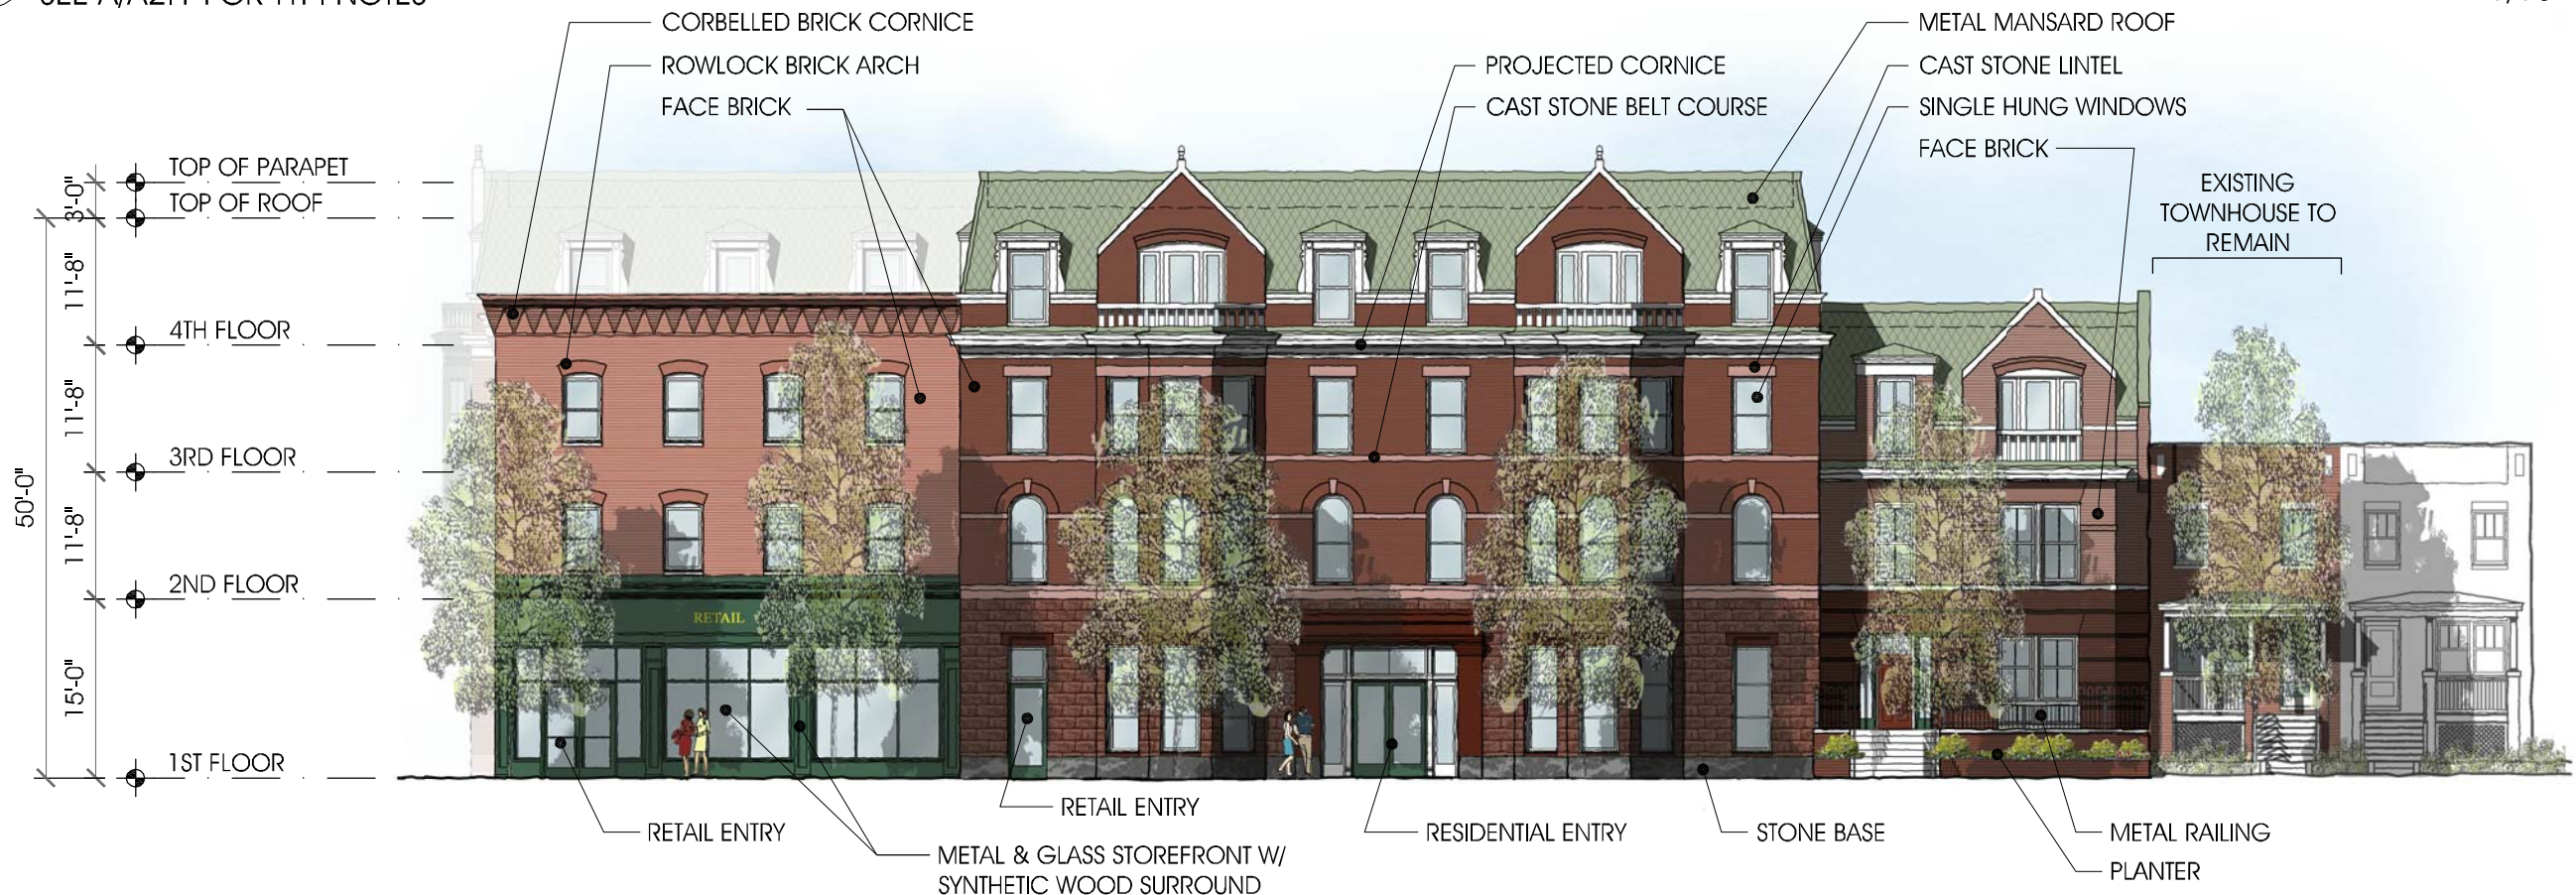 CORBELLED BRICK CORNICE
ROWLOCK BRICK ARCH
FACE BRICK
PROJECTED CORNICE
CAST STONE BELT COURSE
METAL MANSARD ROOF
CAST STONE LINTEL
SINGLE HUNG WINDOWS
FACE BRICK
EXISTING
TOWNHOUSE TO
REMAIN
TOP OF PARAPET
3'-0"
TOP OF ROOF
11'-8"
4TH FLOOR
11'-8"
3RD FLOOR
50'-0"
11'-8"
2ND FLOOR
15'-0"
1ST FLOOR
RETAIL
RETAIL ENTRY
RETAIL ENTRY
METAL & GLASS STOREFRONT W/
SYNTHETIC WOOD SURROUND
RESIDENTIAL ENTRY
STONE BASE
METAL RAILING
PLANTER